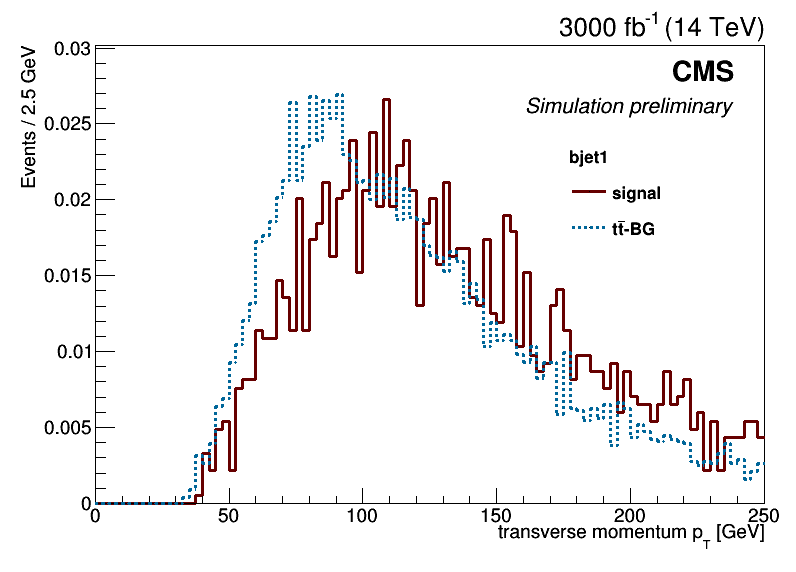 3000 fb-1 (14 TeV)
CMS
Simulation preliminary
bjet1
signal
tt̄-BG
Events / 2.5 GeV
0.03
0.025
0.02
0.015
0.01
0.005
0
0 50 100 150 200 250
transverse momentum pT [GeV]